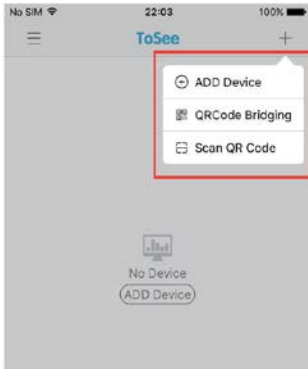 No SIM 22:03 100%
ToSee
ADD Device
QRCode Bridging
Scan QR Code
No Device
ADD Device